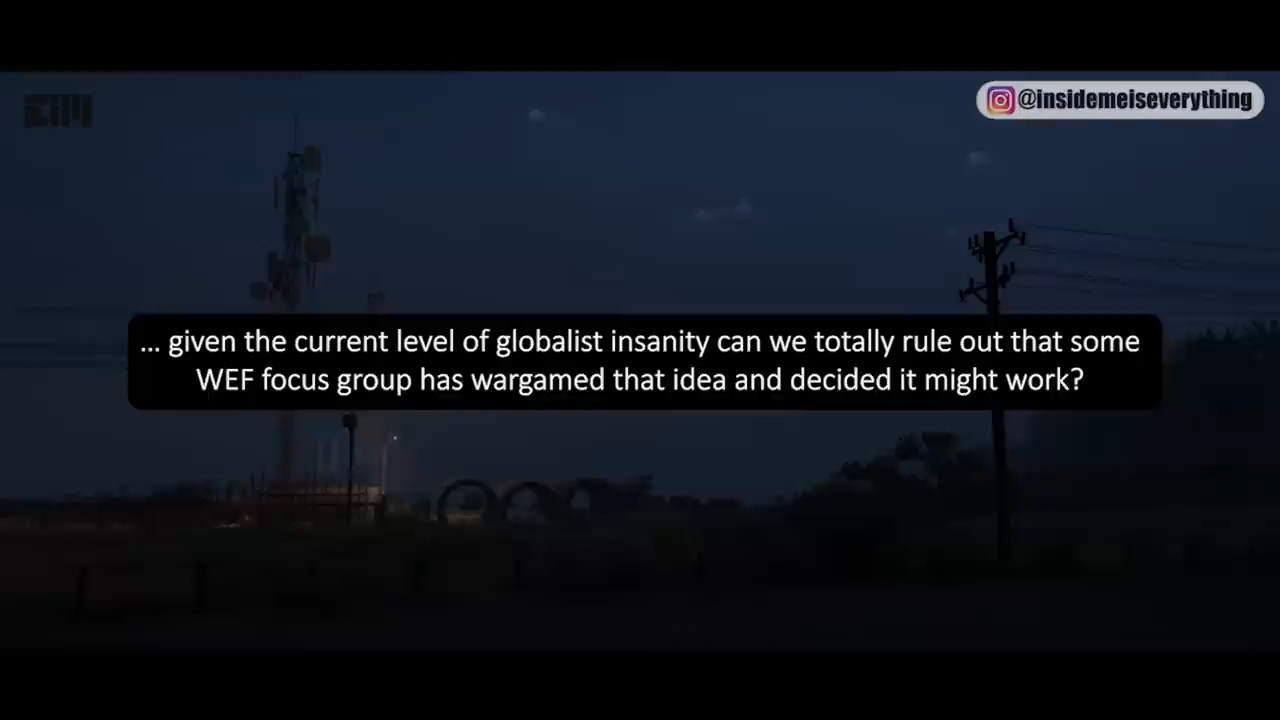 @insidemeiseverything
... given the current level of globalist insanity can we totally rule out that some
WEF focus group has wargamed that idea and decided it might work?